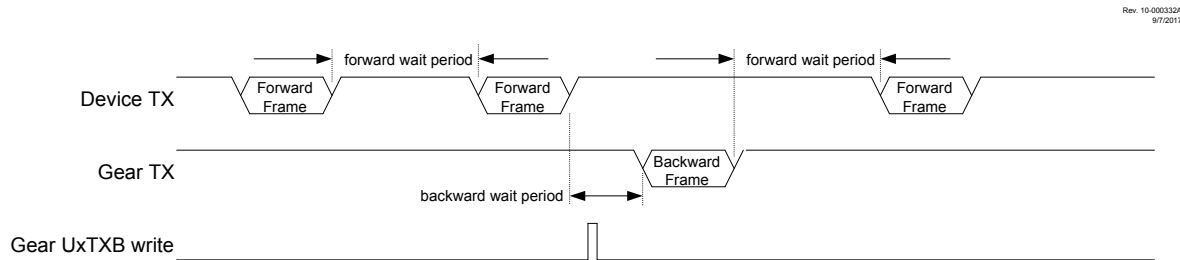 Rev. 10-000332A
9/7/2017
forward wait period
forward wait period
Device TX
Forward
Frame
Forward
Frame
Forward
Frame
Gear TX
Backward
Frame
backward wait period
Gear UxTXB write